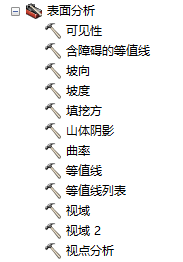 表面分析
可见性
含障碍的等值线
坡向
坡度
填挖方
山体阴影
曲率
等值线
等值线列表
视域
视域 2
视点分析